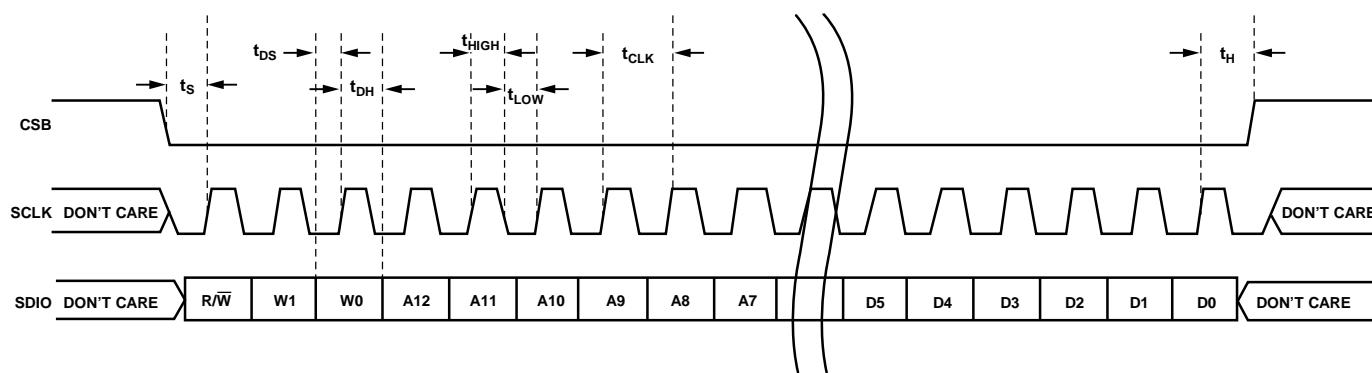 tDS
tHIGH
tCLK
tH
tS
tDH
tLOW
CSB
SCLK DON'T CARE DON'T CARE
SDIO DON'T CARE R/W̅ W1 W0 A12 A11 A10 A9 A8 A7 D5 D4 D3 D2 D1 D0 DON'T CARE